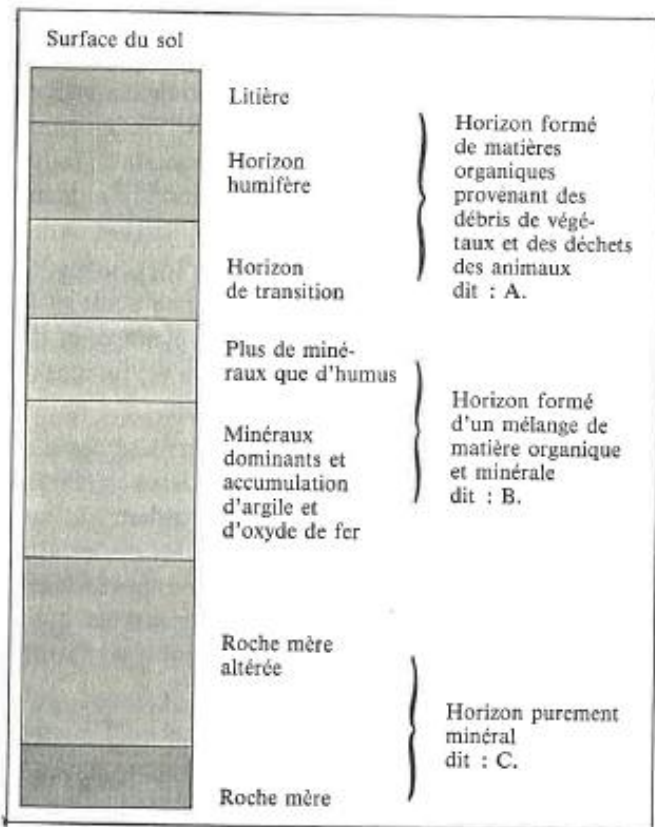 Surface du sol
Litière
Horizon
humifère
Horizon
de transition
Horizon formé
de matières
organiques
provenant des
débris de végé-
taux et des déchets
des animaux
dit : A.
Plus de miné-
raux que d'humus
Minéraux
dominants et
accumulation
d'argile et
d'oxyde de fer
Horizon formé
d'un mélange de
matière organique
et minérale
dit : B.
Roche mère
altérée
Roche mère
Horizon purement
minéral
dit : C.